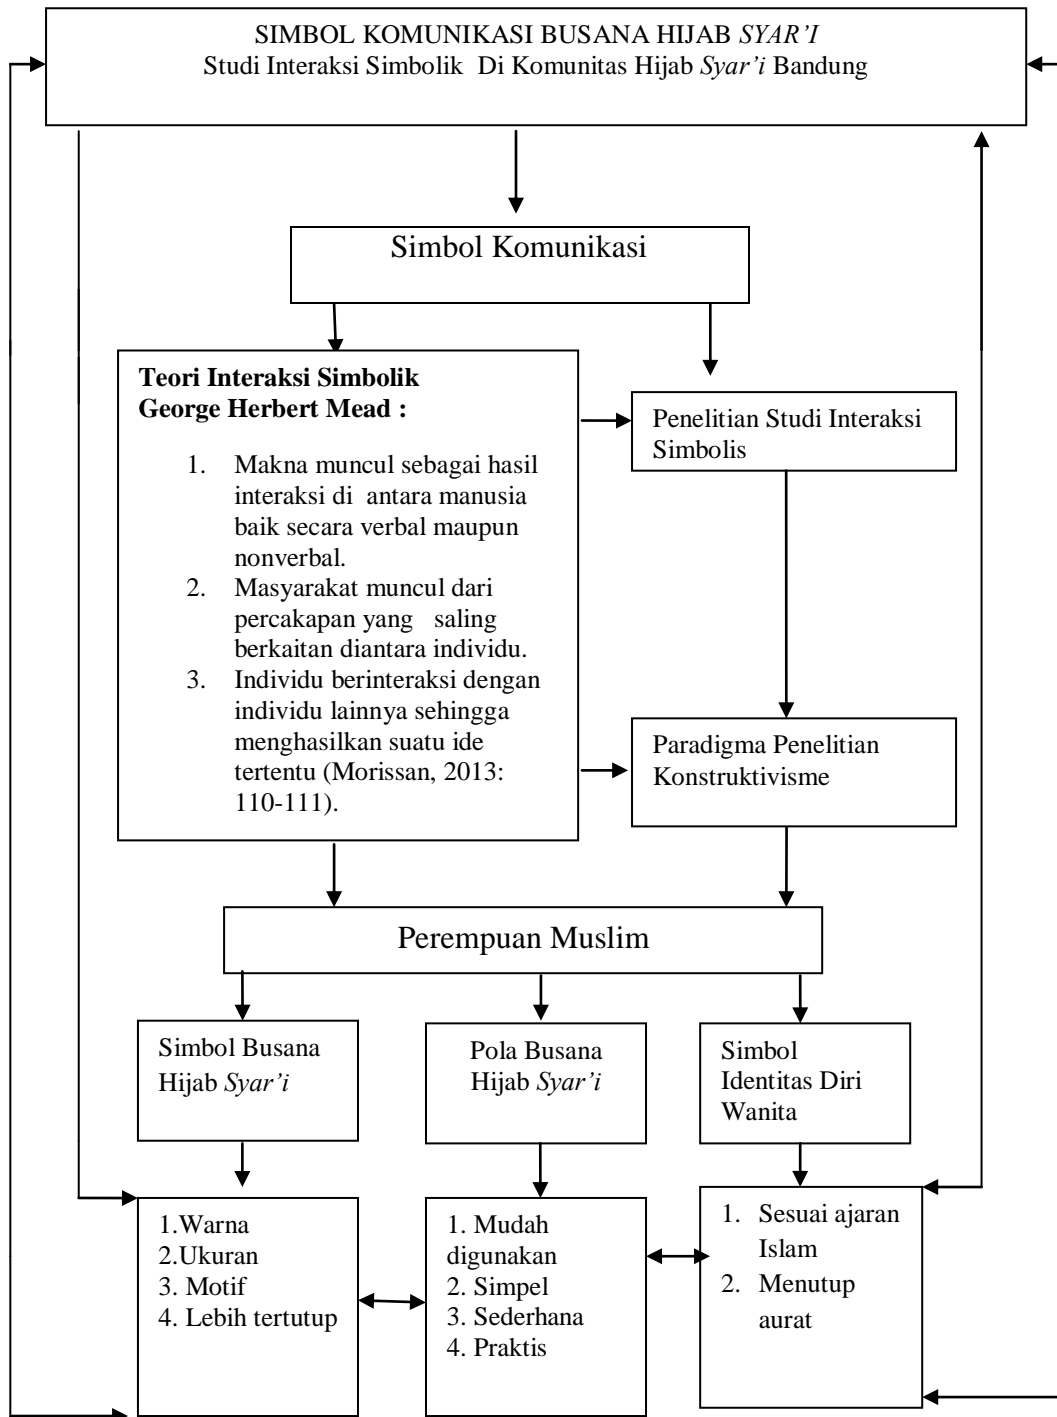 SIMBOL KOMUNIKASI BUSANA HIJAB SYAR’I
Studi Interaksi Simbolik Di Komunitas Hijab Syar’i Bandung
Simbol Komunikasi
Teori Interaksi Simbolik
George Herbert Mead :
1. Makna muncul sebagai hasil
interaksi di antara manusia
baik secara verbal maupun
nonverbal.
2. Masyarakat muncul dari
percakapan yang saling
berkaitan diantara individu.
3. Individu berinteraksi dengan
individu lainnya sehingga
menghasilkan suatu ide
tertentu (Morissan, 2013:
110-111).
Penelitian Studi Interaksi
Simbolis
Paradigma Penelitian
Konstruktivisme
Perempuan Muslim
Simbol Busana
Hijab Syar’i
Pola Busana
Hijab Syar’i
Simbol
Identitas Diri
Wanita
1.Warna
2.Ukuran
3. Motif
4. Lebih tertutup
1. Mudah
digunakan
2. Simpel
3. Sederhana
4. Praktis
1. Sesuai ajaran
Islam
2. Menutup
aurat